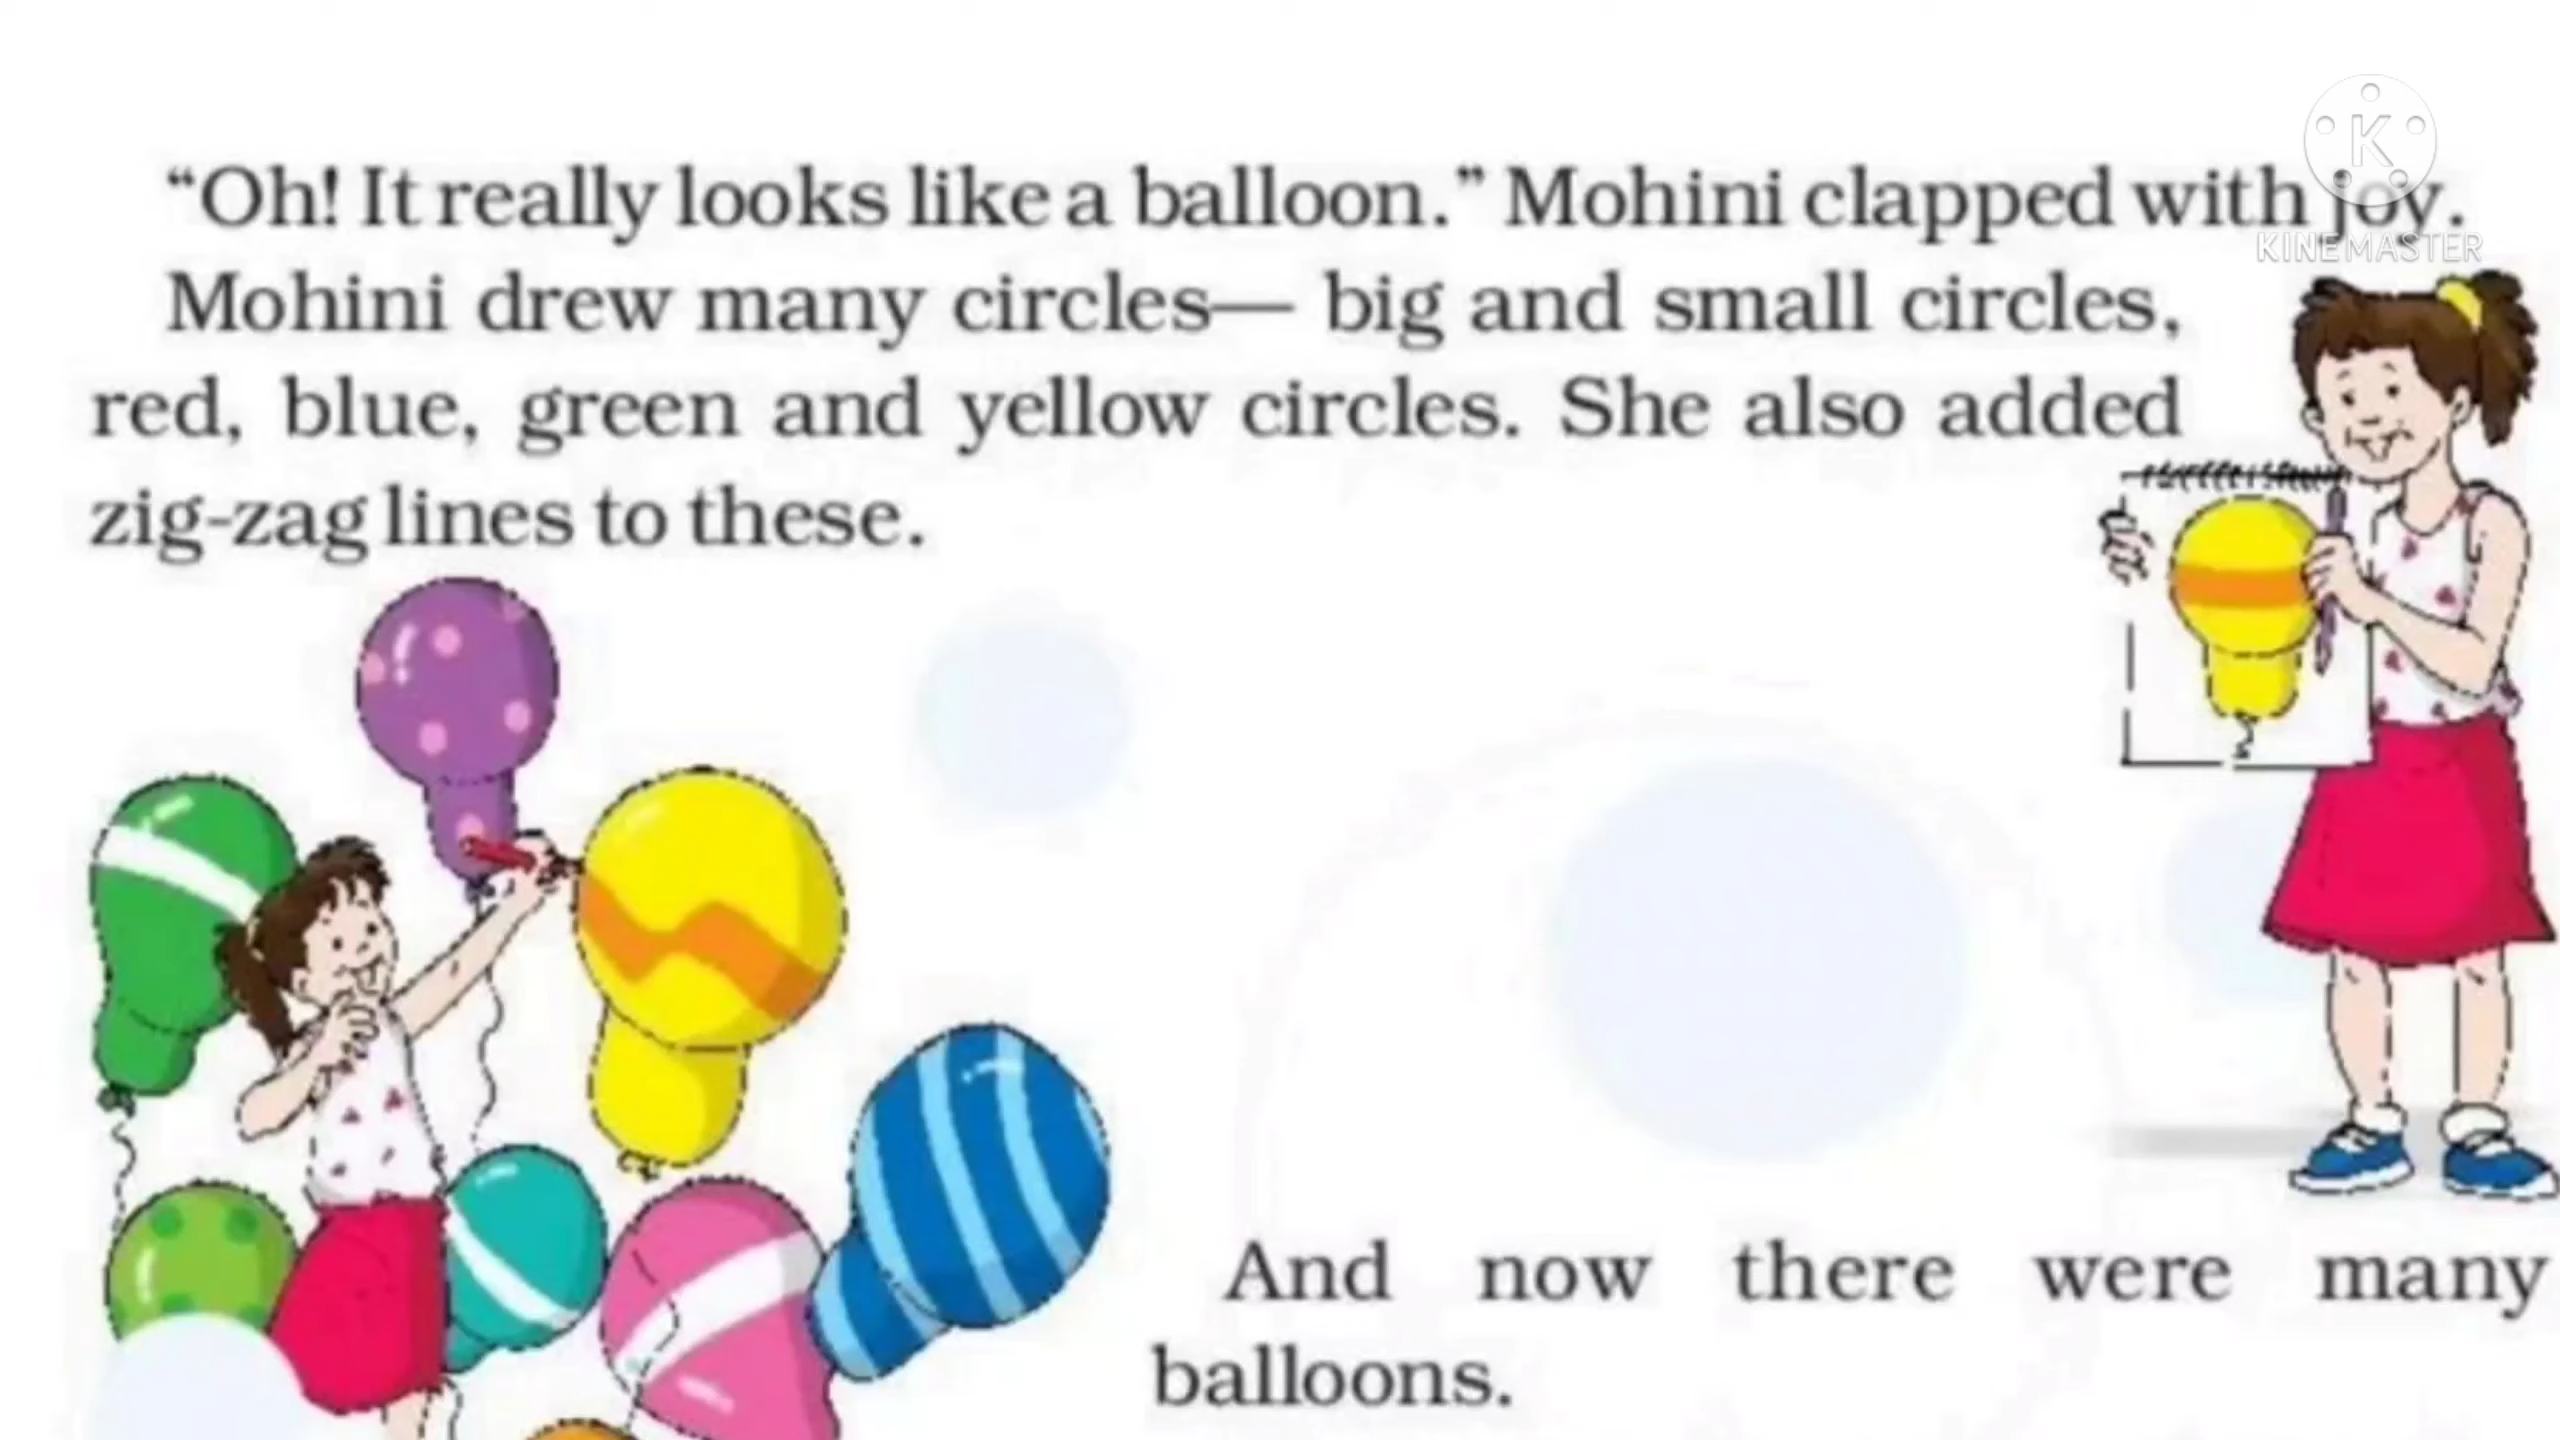 “Oh! It really looks like a balloon.” Mohini clapped with joy.
Mohini drew many circles— big and small circles,
red, blue, green and yellow circles. She also added
zig-zag lines to these.
And now there were many
balloons.
K
KINEMASTER